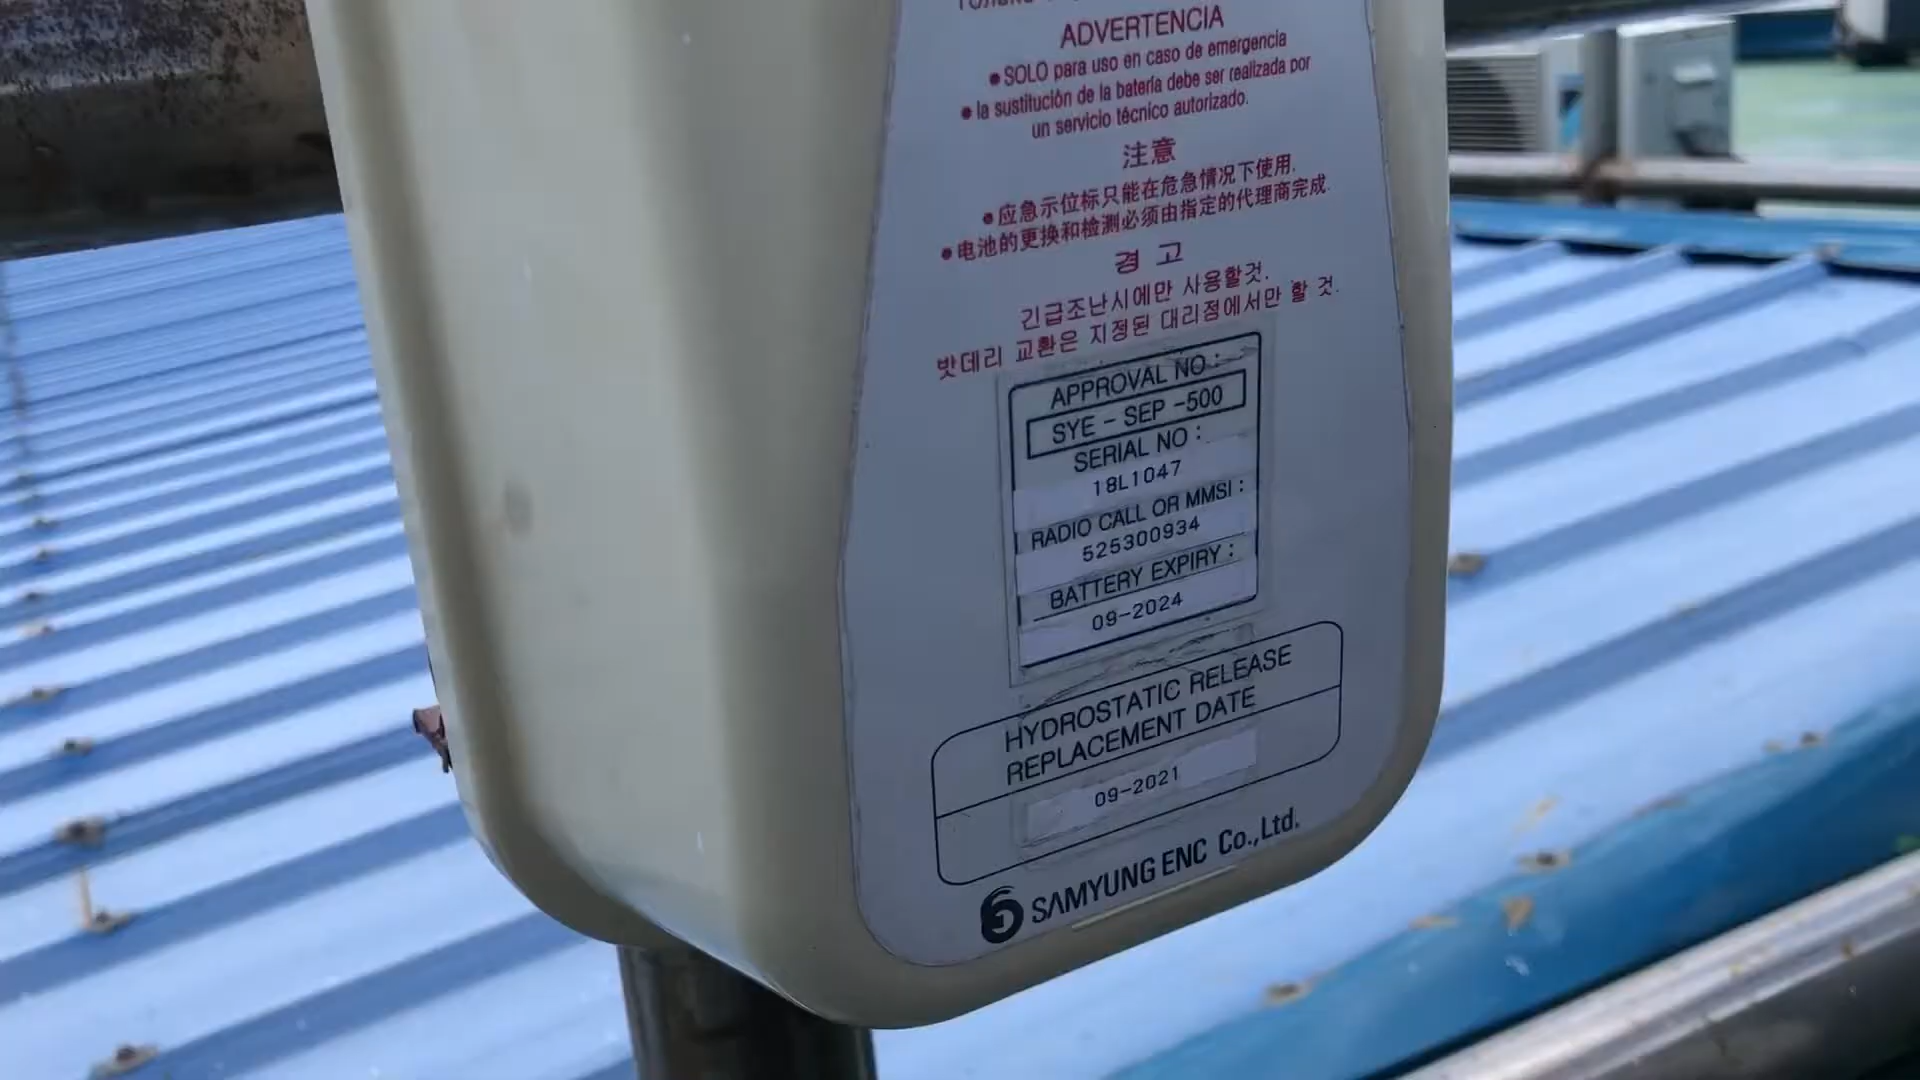 ADVERTENCIA
● SOLO para uso en caso de emergencia
● la sustitución de la batería debe ser realizada por
un servicio técnico autorizado.
注意
● 应急示位标只能在危急情况下使用.
● 电池的更换和检测必须由指定的代理商完成.
경 고
긴급조난시에만 사용할것.
밧데리 교환은 지정된 대리점에서만 할 것.
APPROVAL NO :
SYE - SEP -500
SERIAL NO :
18L1047
RADIO CALL OR MMSI :
525300934
BATTERY EXPIRY :
09-2024
HYDROSTATIC RELEASE
REPLACEMENT DATE
09-2021
SAMYUNG ENC Co.,Ltd.